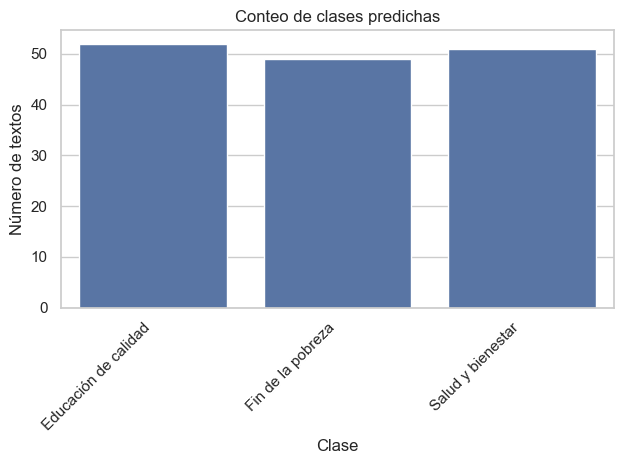 Conteo de clases predichas
Número de textos
50
40
30
20
10
0
Educación de calidad
Fin de la pobreza
Salud y bienestar
Clase